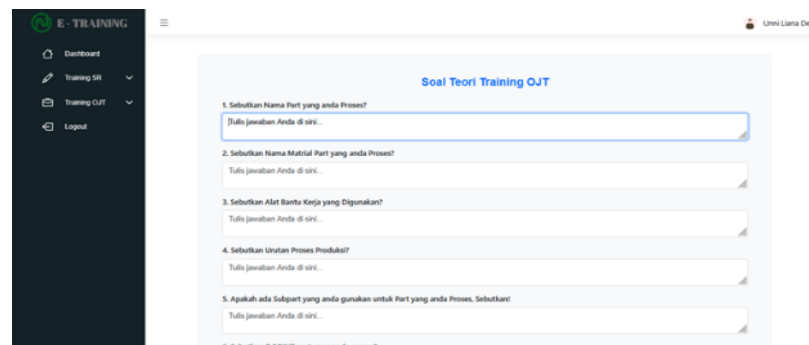 E - TRAINING
Unni Liana De
Dashboard
Training SR
Training OJT
Logout
Soal Teori Training OJT
1. Sebutkan Nama Part yang anda Proses?
Tulis jawaban Anda di sini...
2. Sebutkan Nama Matrial Part yang anda Proses?
Tulis jawaban Anda di sini...
3. Sebutkan Alat Bantu Kerja yang Digunakan?
Tulis jawaban Anda di sini...
4. Sebutkan Urutan Proses Produksi?
Tulis jawaban Anda di sini...
5. Apakah ada Subpart yang anda gunakan untuk Part yang anda Proses, Sebutkan!
Tulis jawaban Anda di sini...